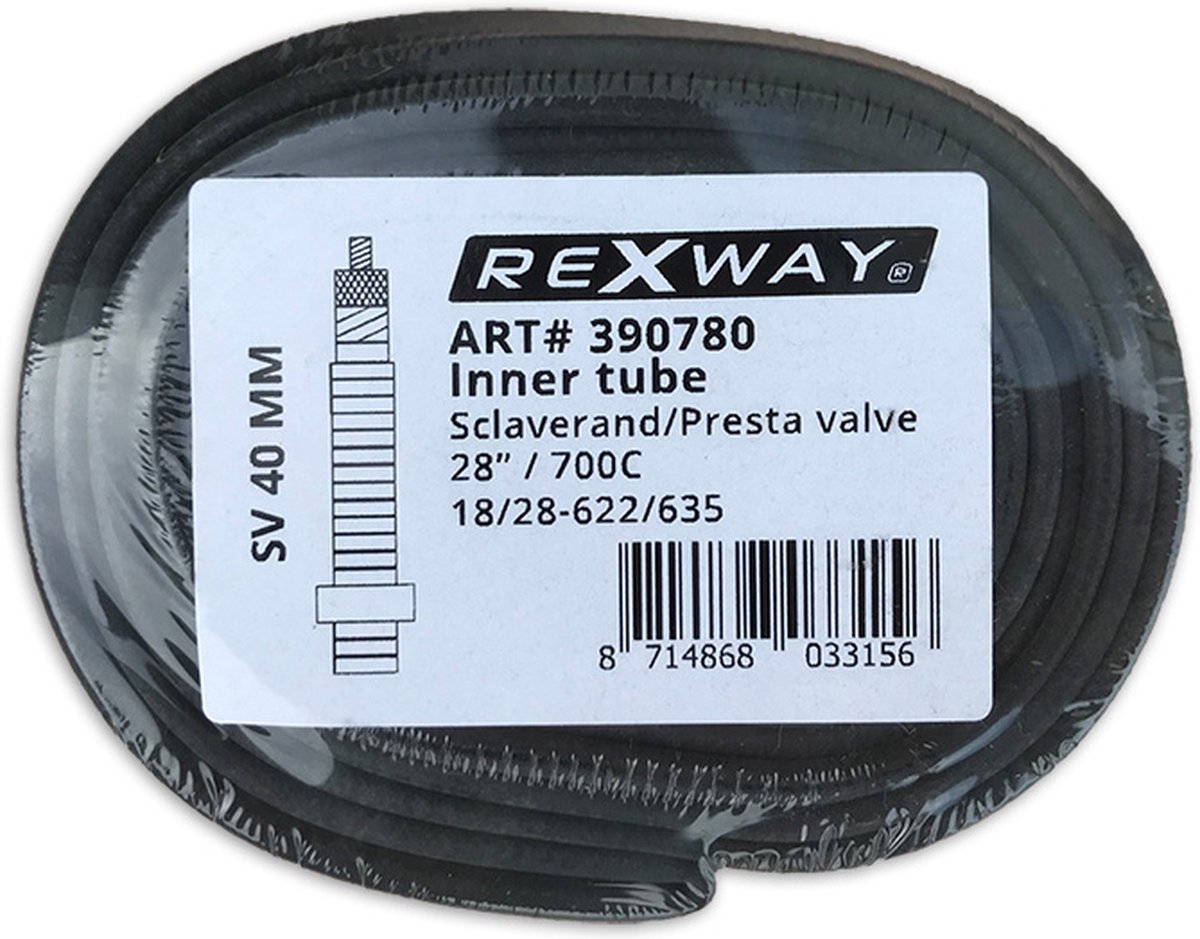 REXWAY®
ART# 390780
Inner tube
Sclaverand/Presta valve
28” / 700C
18/28-622/635
SV 40 MM
8 714868 033156